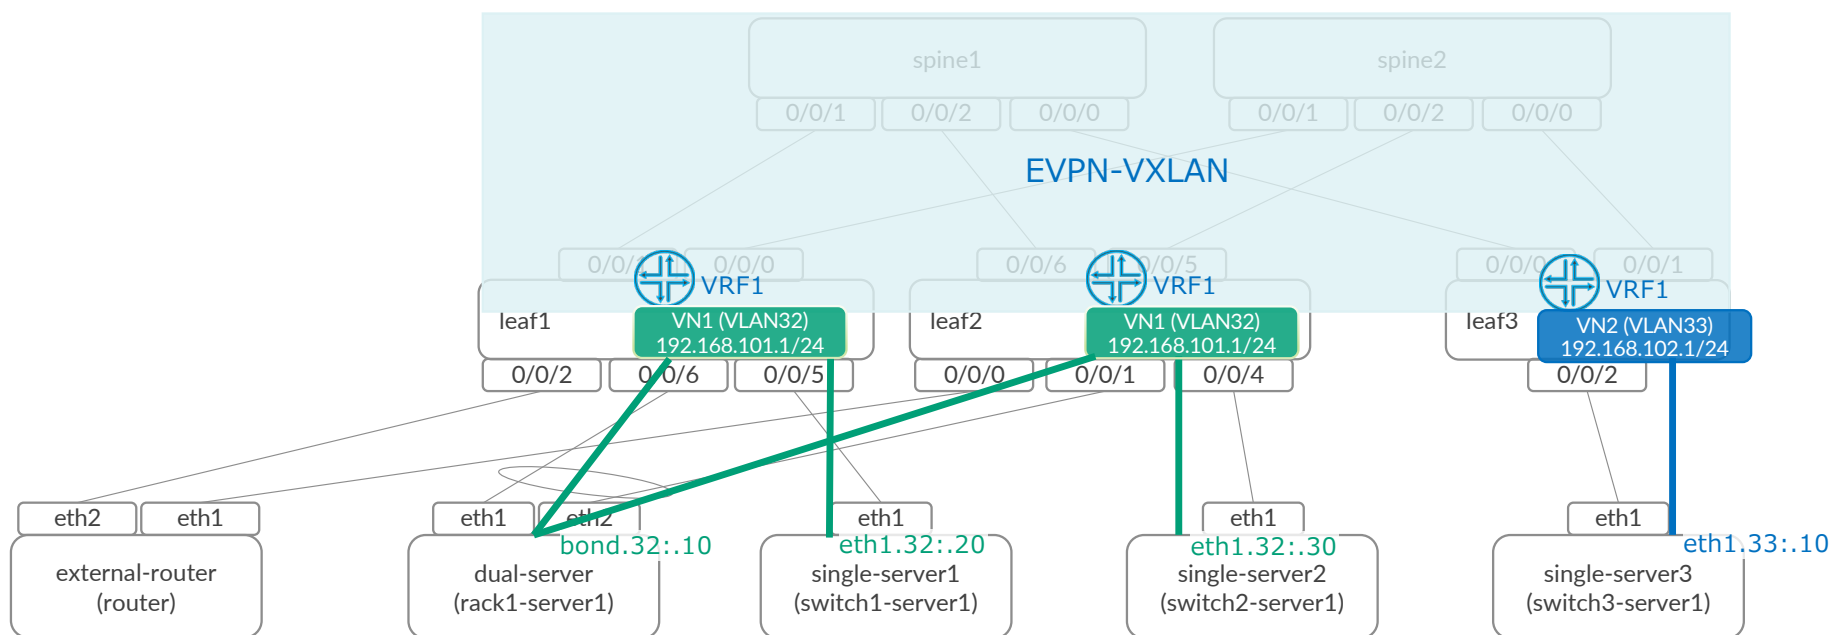 spine1
spine2
0/0/1
0/0/2
0/0/0
0/0/1
0/0/2
0/0/0
EVPN-VXLAN
0/0/1
0/0/0
0/0/6
0/0/5
0/0/0
0/0/1
VRF1
VRF1
VRF1
leaf1
VN1 (VLAN32)
192.168.101.1/24
leaf2
VN1 (VLAN32)
192.168.101.1/24
leaf3
VN2 (VLAN33)
192.168.102.1/24
0/0/2
0/0/6
0/0/5
0/0/0
0/0/1
0/0/4
0/0/2
eth2
eth1
eth1
eth2
eth1
eth1
eth1
bond.32:.10
eth1.32:.20
eth1.32:.30
eth1.33:.10
external-router
(router)
dual-server
(rack1-server1)
single-server1
(switch1-server1)
single-server2
(switch2-server1)
single-server3
(switch3-server1)